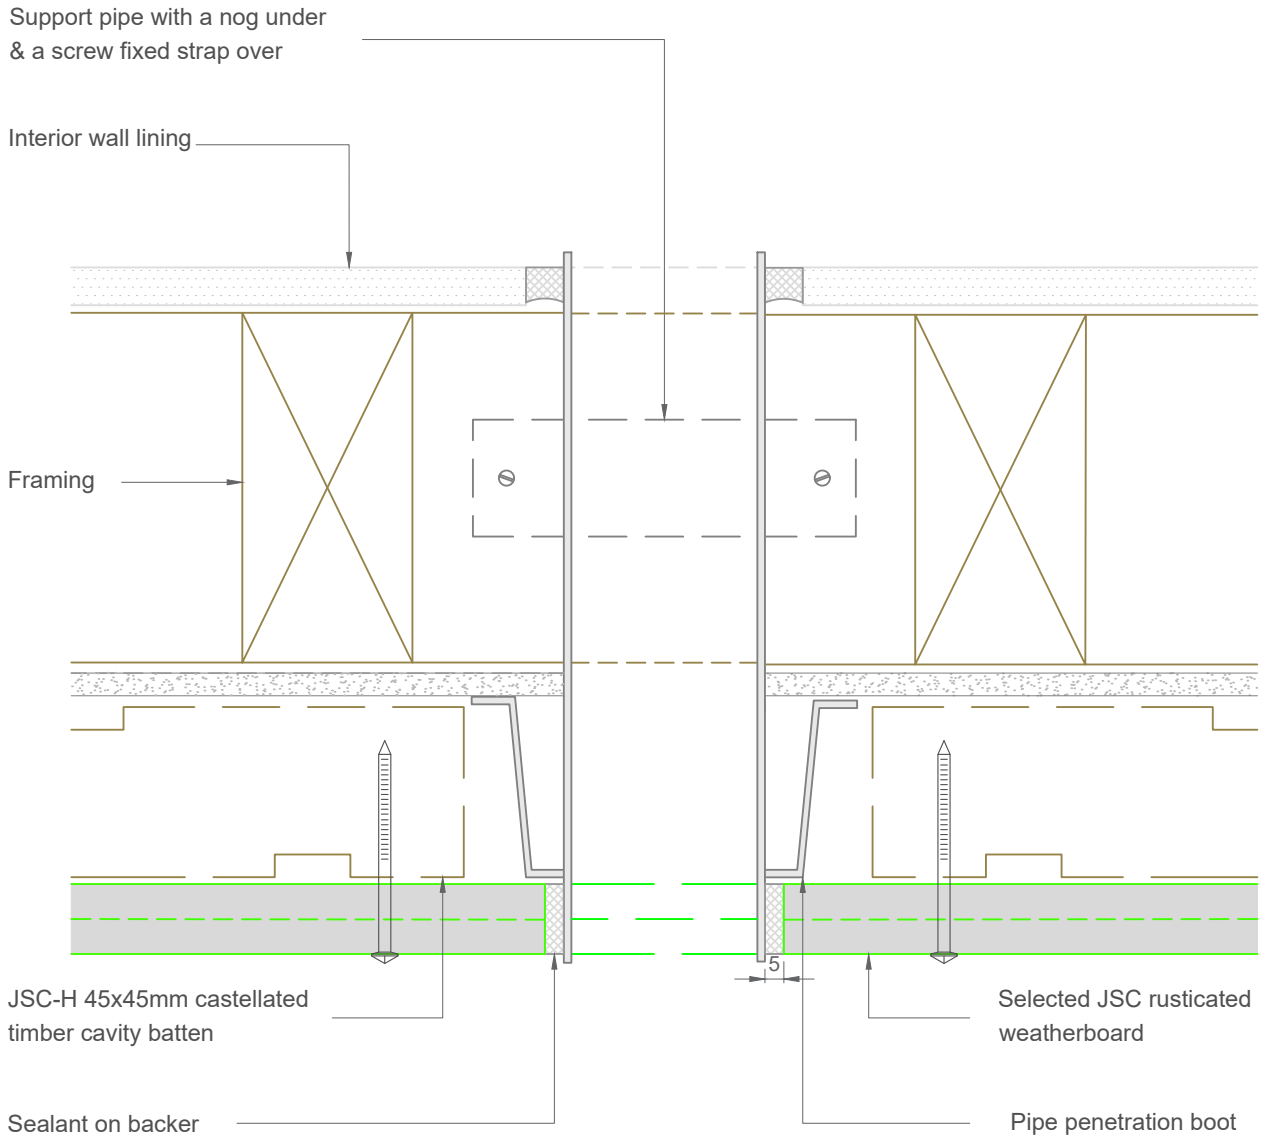 Support pipe with a nog under
& a screw fixed strap over
Interior wall lining
Framing
5
JSC-H 45x45mm castellated
timber cavity batten
Selected JSC rusticated
weatherboard
Sealant on backer
Pipe penetration boot